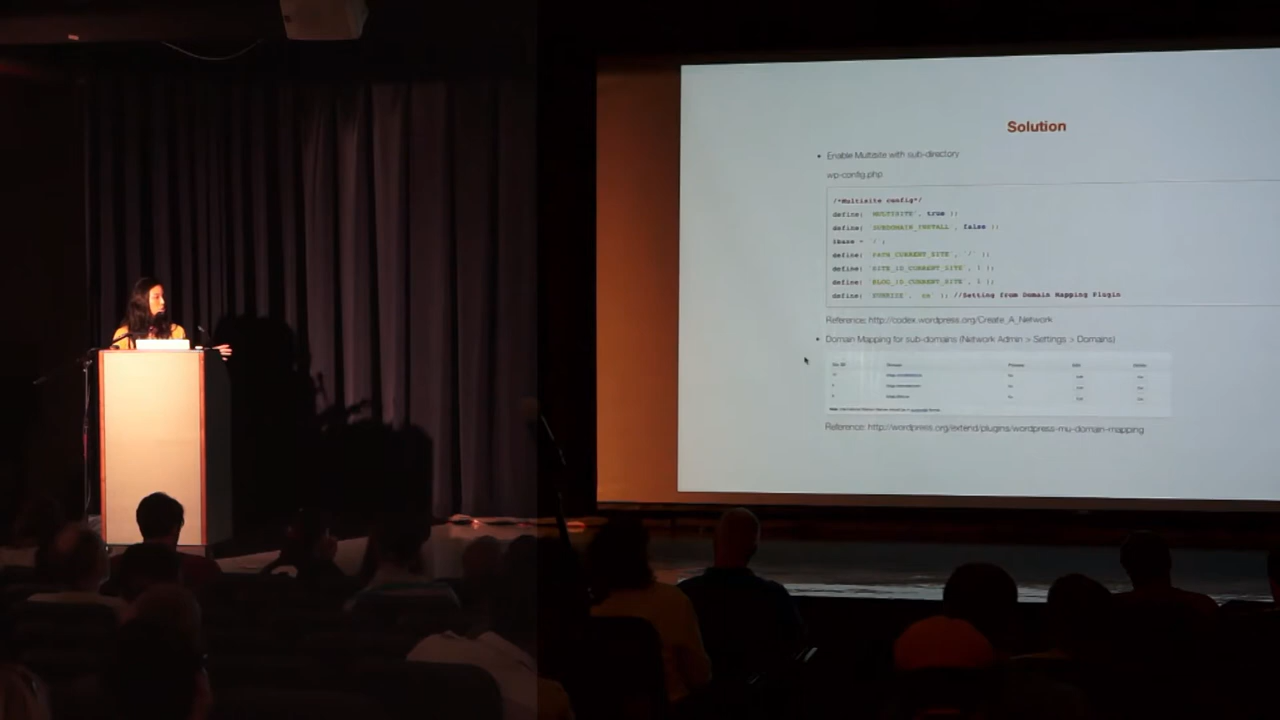 Solution
• Enable Multisite with sub-directory
wp-config.php
/*Multisite config*/
define( 'MULTISITE', true );
define( 'SUBDOMAIN_INSTALL', false );
$base = '/';
define( 'PATH_CURRENT_SITE', '/' );
define( 'SITE_ID_CURRENT_SITE', 1 );
define( 'BLOG_ID_CURRENT_SITE', 1 );
define( 'SUNRISE', 'on' ); //Setting from Domain Mapping Plugin
Reference: http://codex.wordpress.org/Create_A_Network
• Domain Mapping for sub-domains (Network Admin > Settings > Domains)
Reference: http://wordpress.org/extend/plugins/wordpress-mu-domain-mapping